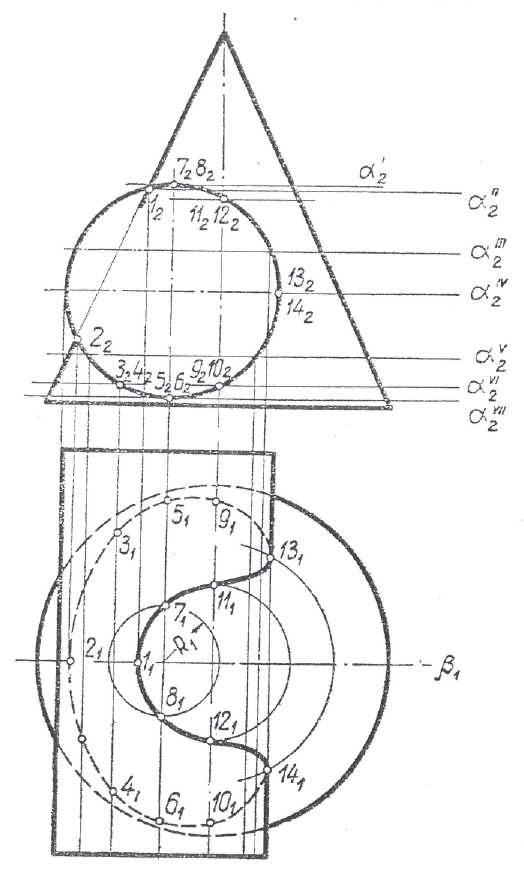 7₂ 8₂
α₂ᴵ
1₂
α₂ᴵᴵ
11₂ 12₂
α₂ᴵᴵᴵ
13₂
α₂ᴵⱽ
14₂
2₂
α₂ⱽ
3₂ 4₂ 5₂ 6₂ 9₂ 10₂
α₂ⱽᴵ
α₂ⱽᴵᴵ
5₁ 9₁
3₁
13₁
11₁
7₁
R₁
2₁ 1₁ β₁
8₁
12₁
14₁
4₁
6₁ 10₁